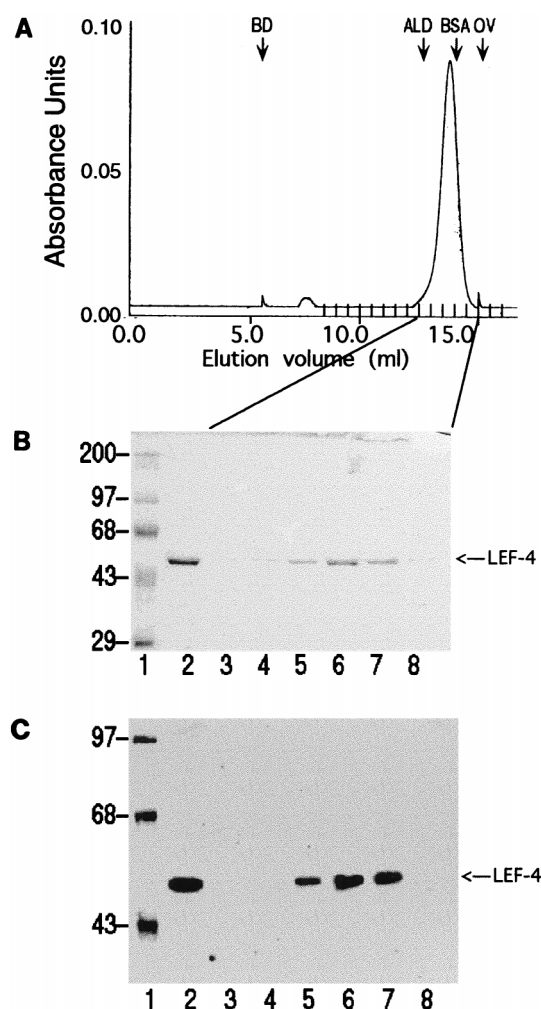 A
BD
ALD BSA OV
0.10
0.05
0.00
Absorbance Units
0.0 5.0 10.0 15.0
Elution volume (ml)
B
200
97
68
43
29
<—LEF-4
1 2 3 4 5 6 7 8
C
97
68
43
<—LEF-4
1 2 3 4 5 6 7 8